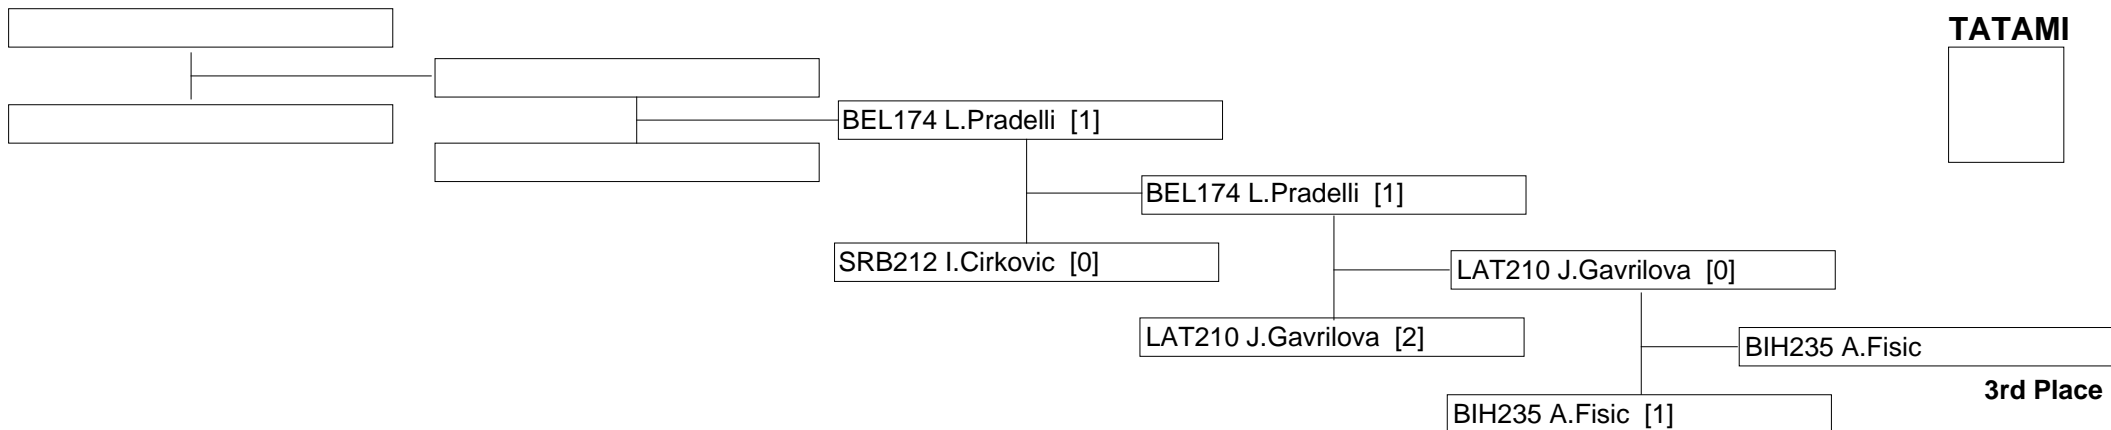 TATAMI
BEL174 L.Pradelli [1]
BEL174 L.Pradelli [1]
SRB212 I.Cirkovic [0]
LAT210 J.Gavrilova [0]
LAT210 J.Gavrilova [2]
BIH235 A.Fisic
3rd Place
BIH235 A.Fisic [1]